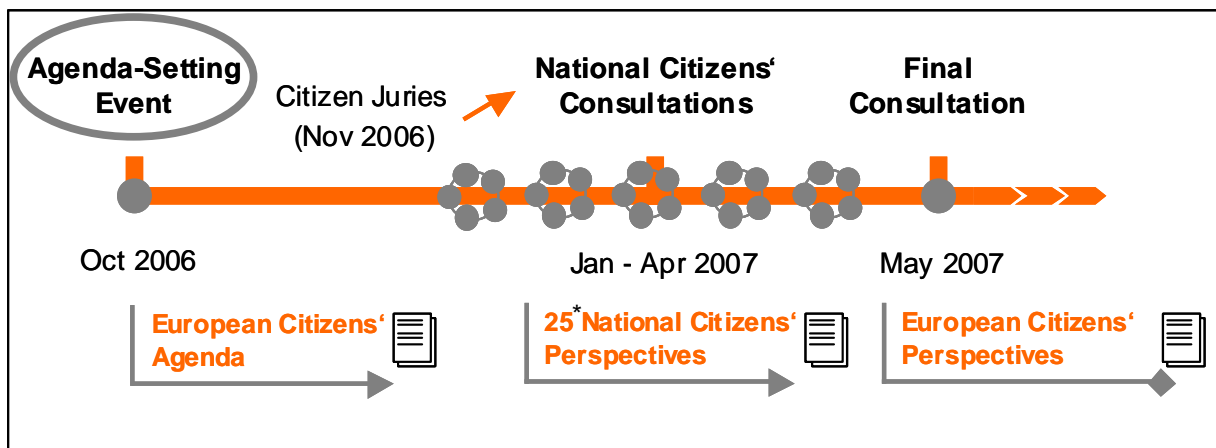 Agenda-Setting
Event
Citizen Juries
(Nov 2006)
National Citizens‘
Consultations
Final
Consultation
Oct 2006
Jan - Apr 2007
May 2007
European Citizens‘
Agenda
25*National Citizens‘
Perspectives
European Citizens‘
Perspectives